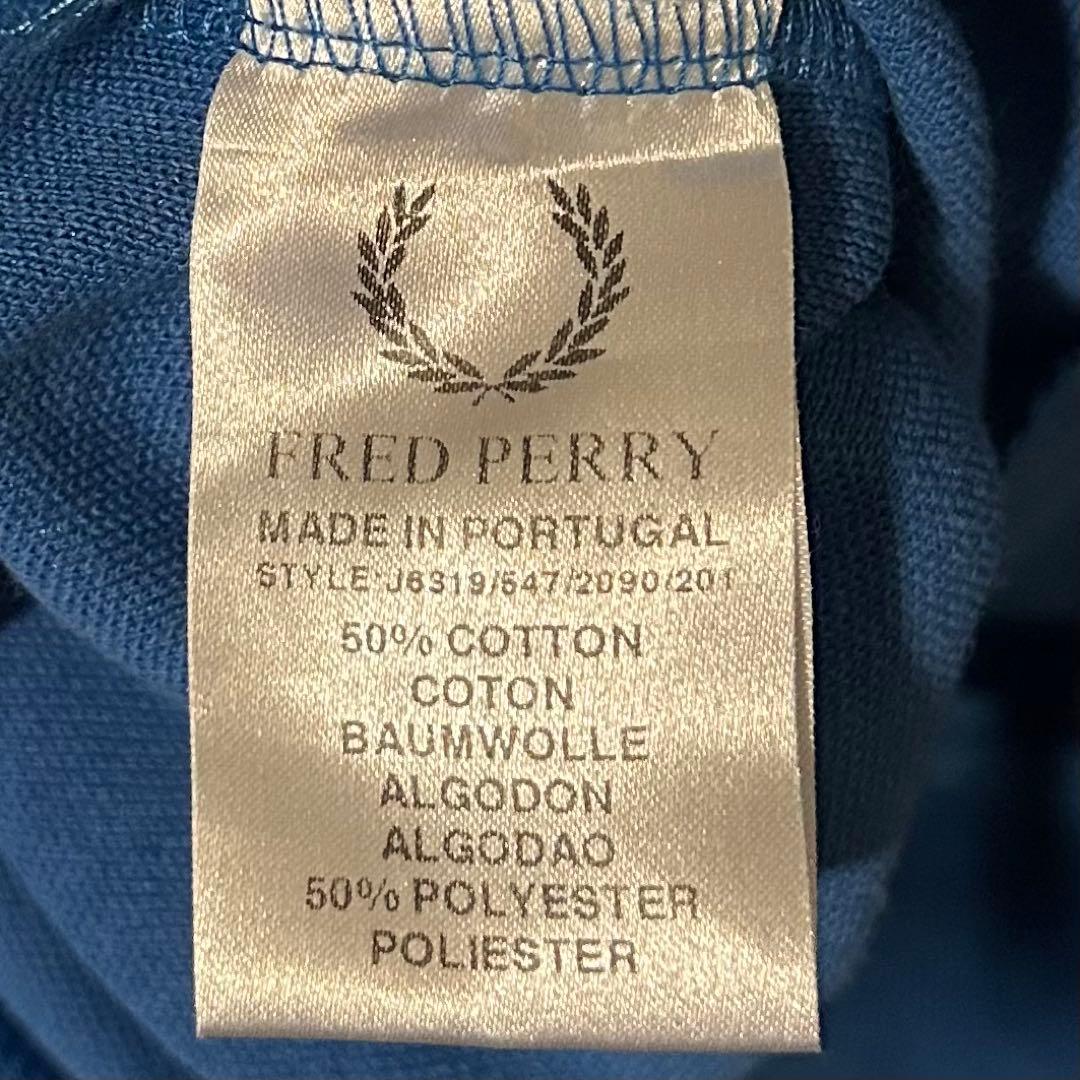 FRED PERRY
MADE IN PORTUGAL
STYLE:J6319/547/2090/201
50% COTTON
COTON
BAUMWOLLE
ALGODON
ALGODAO
50% POLYESTER
POLIESTER